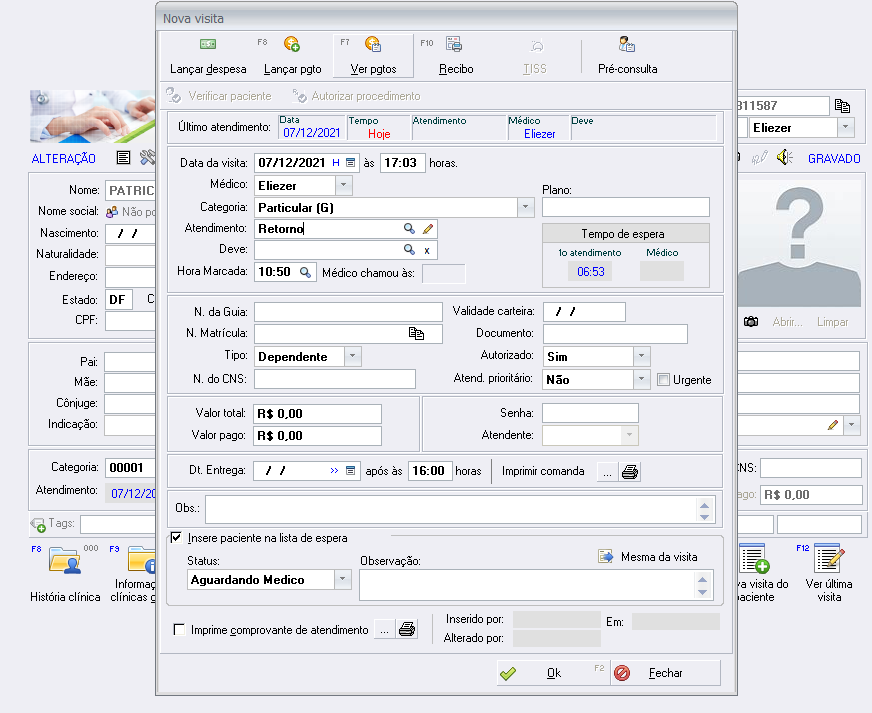 Nova visita
Lançar despesa
F8 Lançar pgto
F7 Ver pgtos
F10 Recibo
TISS
Pré-consulta
Verificar paciente Autorizar procedimento
Último atendimento: Data 07/12/2021 Tempo Hoje Atendimento Médico Eliezer Deve
Data da visita: 07/12/2021 H às 17:03 horas.
Médico: Eliezer
Plano:
Categoria: Particular (G)
Atendimento: Retorno
Tempo de espera
Deve: x
1o atendimento Médico
Hora Marcada: 10:50 Médico chamou às:
06:53
N. da Guia: Validade carteira: / /
N. Matrícula: Documento:
Tipo: Dependente Autorizado: Sim
N. do CNS: Atend. prioritário: Não Urgente
Valor total: R$ 0,00 Senha:
Valor pago: R$ 0,00 Atendente:
Dt. Entrega: / / >> após às 16:00 horas Imprimir comanda ...
Obs.:
Insere paciente na lista de espera
Status: Observação: Mesma da visita
Aguardando Medico
Imprime comprovante de atendimento ... Inserido por: Em:
Alterado por:
Ok F2 Fechar
ALTERAÇÃO
Nome: PATRIC
Nome social: Não po
Nascimento: / /
Naturalidade:
Endereço:
Estado: DF C
CPF:
Pai:
Mãe:
Cônjuge:
Indicação:
Categoria: 00001
Atendimento: 07/12/20
Tags:
F8 000 F9
História clínica
Informaç
clínicas g
311587
Eliezer
GRAVADO
Abrir... Limpar
CNS:
ago: R$ 0,00
F12
va visita do
paciente
Ver última
visita